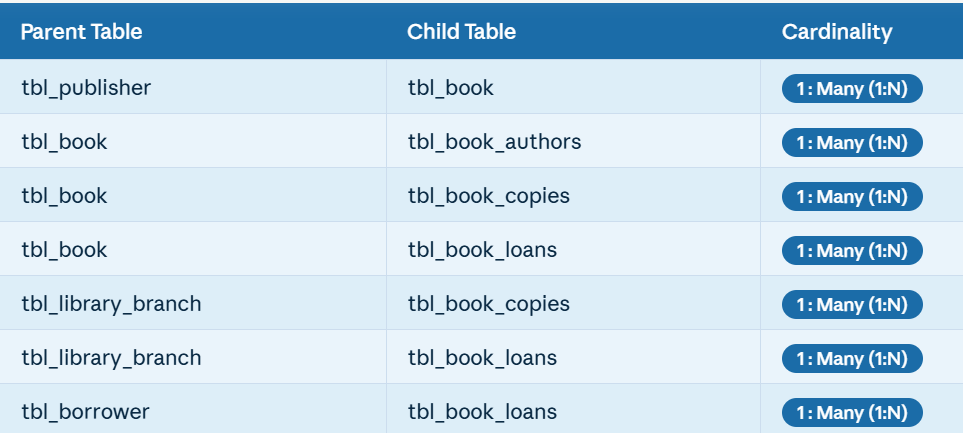 Parent Table Child Table Cardinality
tbl_publisher tbl_book 1 : Many (1:N)
tbl_book tbl_book_authors 1 : Many (1:N)
tbl_book tbl_book_copies 1 : Many (1:N)
tbl_book tbl_book_loans 1 : Many (1:N)
tbl_library_branch tbl_book_copies 1 : Many (1:N)
tbl_library_branch tbl_book_loans 1 : Many (1:N)
tbl_borrower tbl_book_loans 1 : Many (1:N)